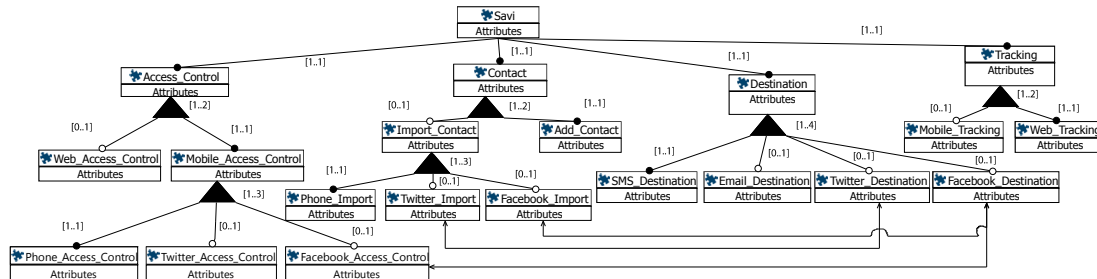 Savi
Attributes
[1..1]
[1..1]
[1..1]
[1..1]
Access_Control
Attributes
Contact
Attributes
Destination
Attributes
Tracking
Attributes
[1..2]
[0..1]
[1..1]
[0..1]
[1..2]
[1..1]
[1..4]
[0..1]
[1..2]
[1..1]
Web_Access_Control
Attributes
Mobile_Access_Control
Attributes
Import_Contact
Attributes
Add_Contact
Attributes
Mobile_Tracking
Attributes
Web_Tracking
Attributes
[1..3]
[1..1]
[0..1]
[0..1]
[1..3]
[1..1]
[0..1]
[0..1]
[1..1]
[0..1]
[0..1]
[0..1]
Phone_Import
Attributes
Twitter_Import
Attributes
Facebook_Import
Attributes
SMS_Destination
Attributes
Email_Destination
Attributes
Twitter_Destination
Attributes
Facebook_Destination
Attributes
Phone_Access_Control
Attributes
Twitter_Access_Control
Attributes
Facebook_Access_Control
Attributes